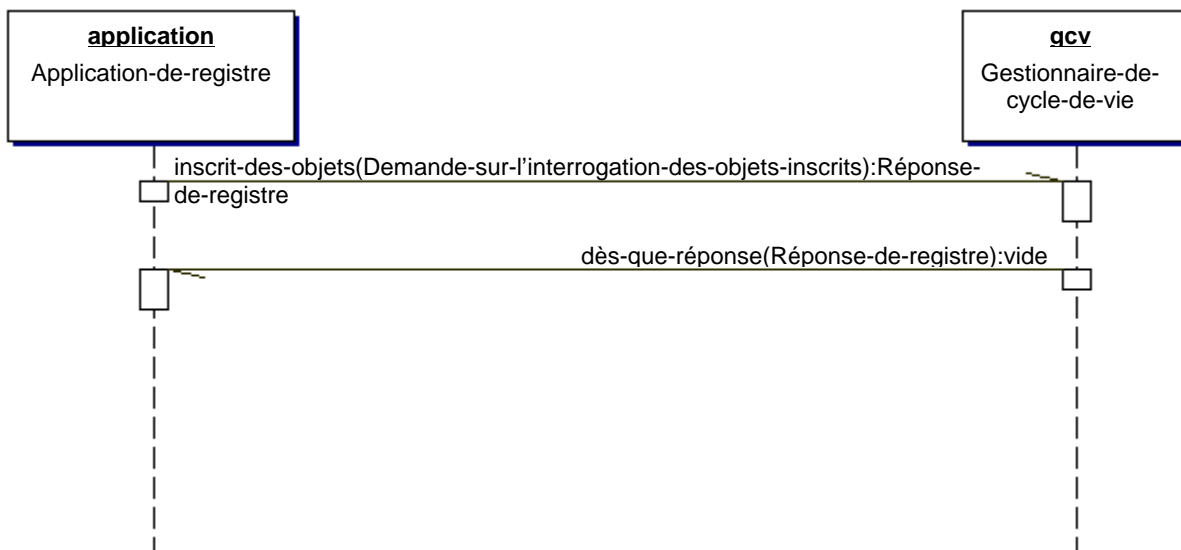 application
Application-de-registre
gcv
Gestionnaire-de-
cycle-de-vie
inscrit-des-objets(Demande-sur-l’interrogation-des-objets-inscrits):Réponse-
de-registre
dès-que-réponse(Réponse-de-registre):vide